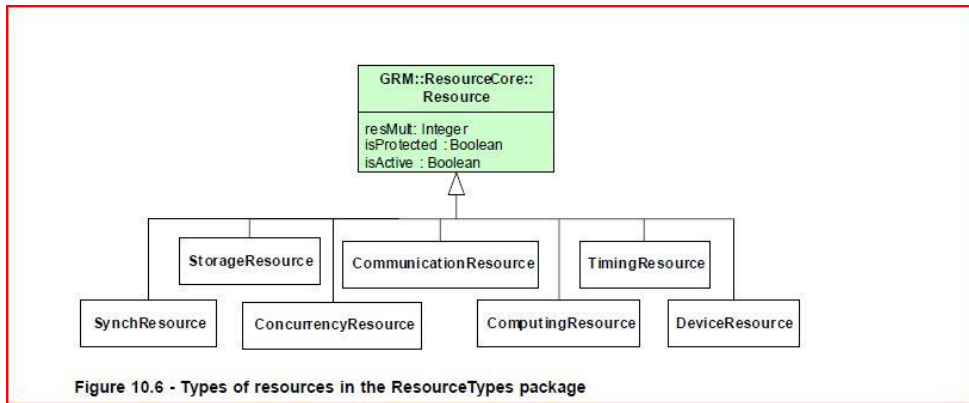 GRM::ResourceCore::
Resource
resMult: Integer
isProtected : Boolean
isActive : Boolean
StorageResource
CommunicationResource
TimingResource
SynchResource
ConcurrencyResource
ComputingResource
DeviceResource
Figure 10.6 - Types of resources in the ResourceTypes package